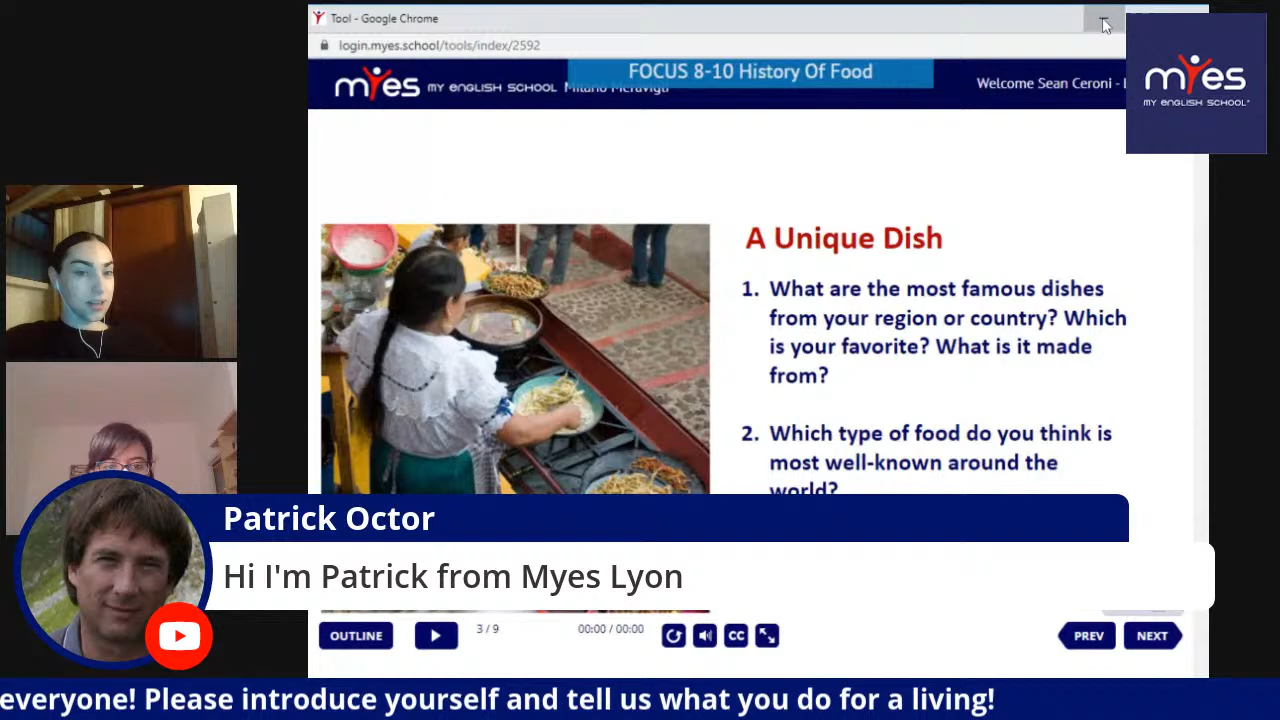 Tool - Google Chrome
login.myes.school/tools/index/2592
FOCUS 8-10 History Of Food
myes MY ENGLISH SCHOOL Milano Meravigli
Welcome Sean Ceroni -
myes
MY ENGLISH SCHOOL
A Unique Dish
1. What are the most famous dishes
from your region or country? Which
is your favorite? What is it made
from?
2. Which type of food do you think is
most well-known around the
world?
Patrick Octor
Hi I'm Patrick from Myes Lyon
OUTLINE
3 / 9
00:00 / 00:00
CC
PREV
NEXT
everyone! Please introduce yourself and tell us what you do for a living!